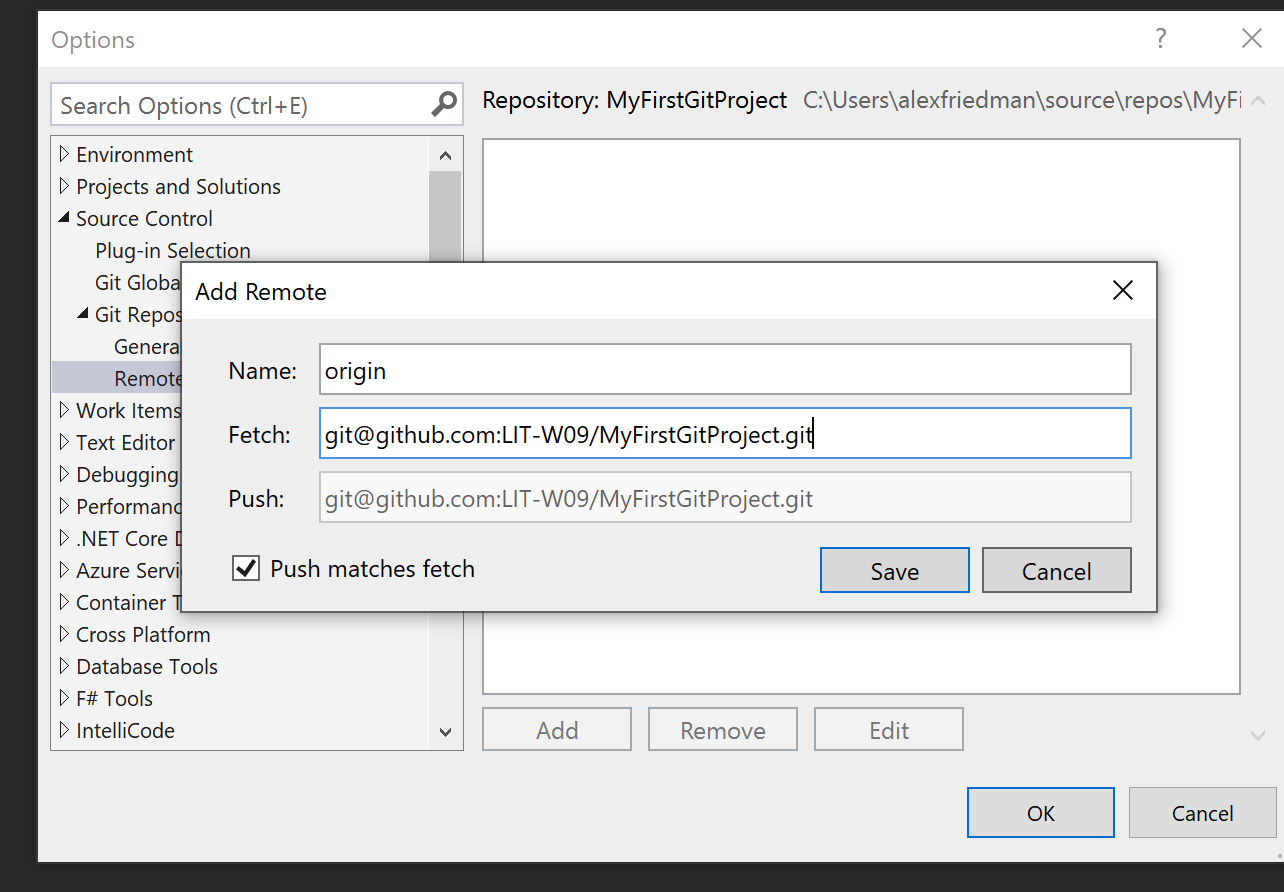 Options
?
Search Options (Ctrl+E)
Repository: MyFirstGitProject C:\Users\alexfriedman\source\repos\MyFi
Environment
Projects and Solutions
Source Control
Plug-in Selection
Git Globa
Git Repos
Genera
Remote
Work Items
Text Editor
Debugging
Performanc
.NET Core D
Azure Servi
Container T
Cross Platform
Database Tools
F# Tools
IntelliCode
Add Remote
Name: origin
Fetch: git@github.com:LIT-W09/MyFirstGitProject.git
Push: git@github.com:LIT-W09/MyFirstGitProject.git
Push matches fetch
Save Cancel
Add Remove Edit
OK Cancel